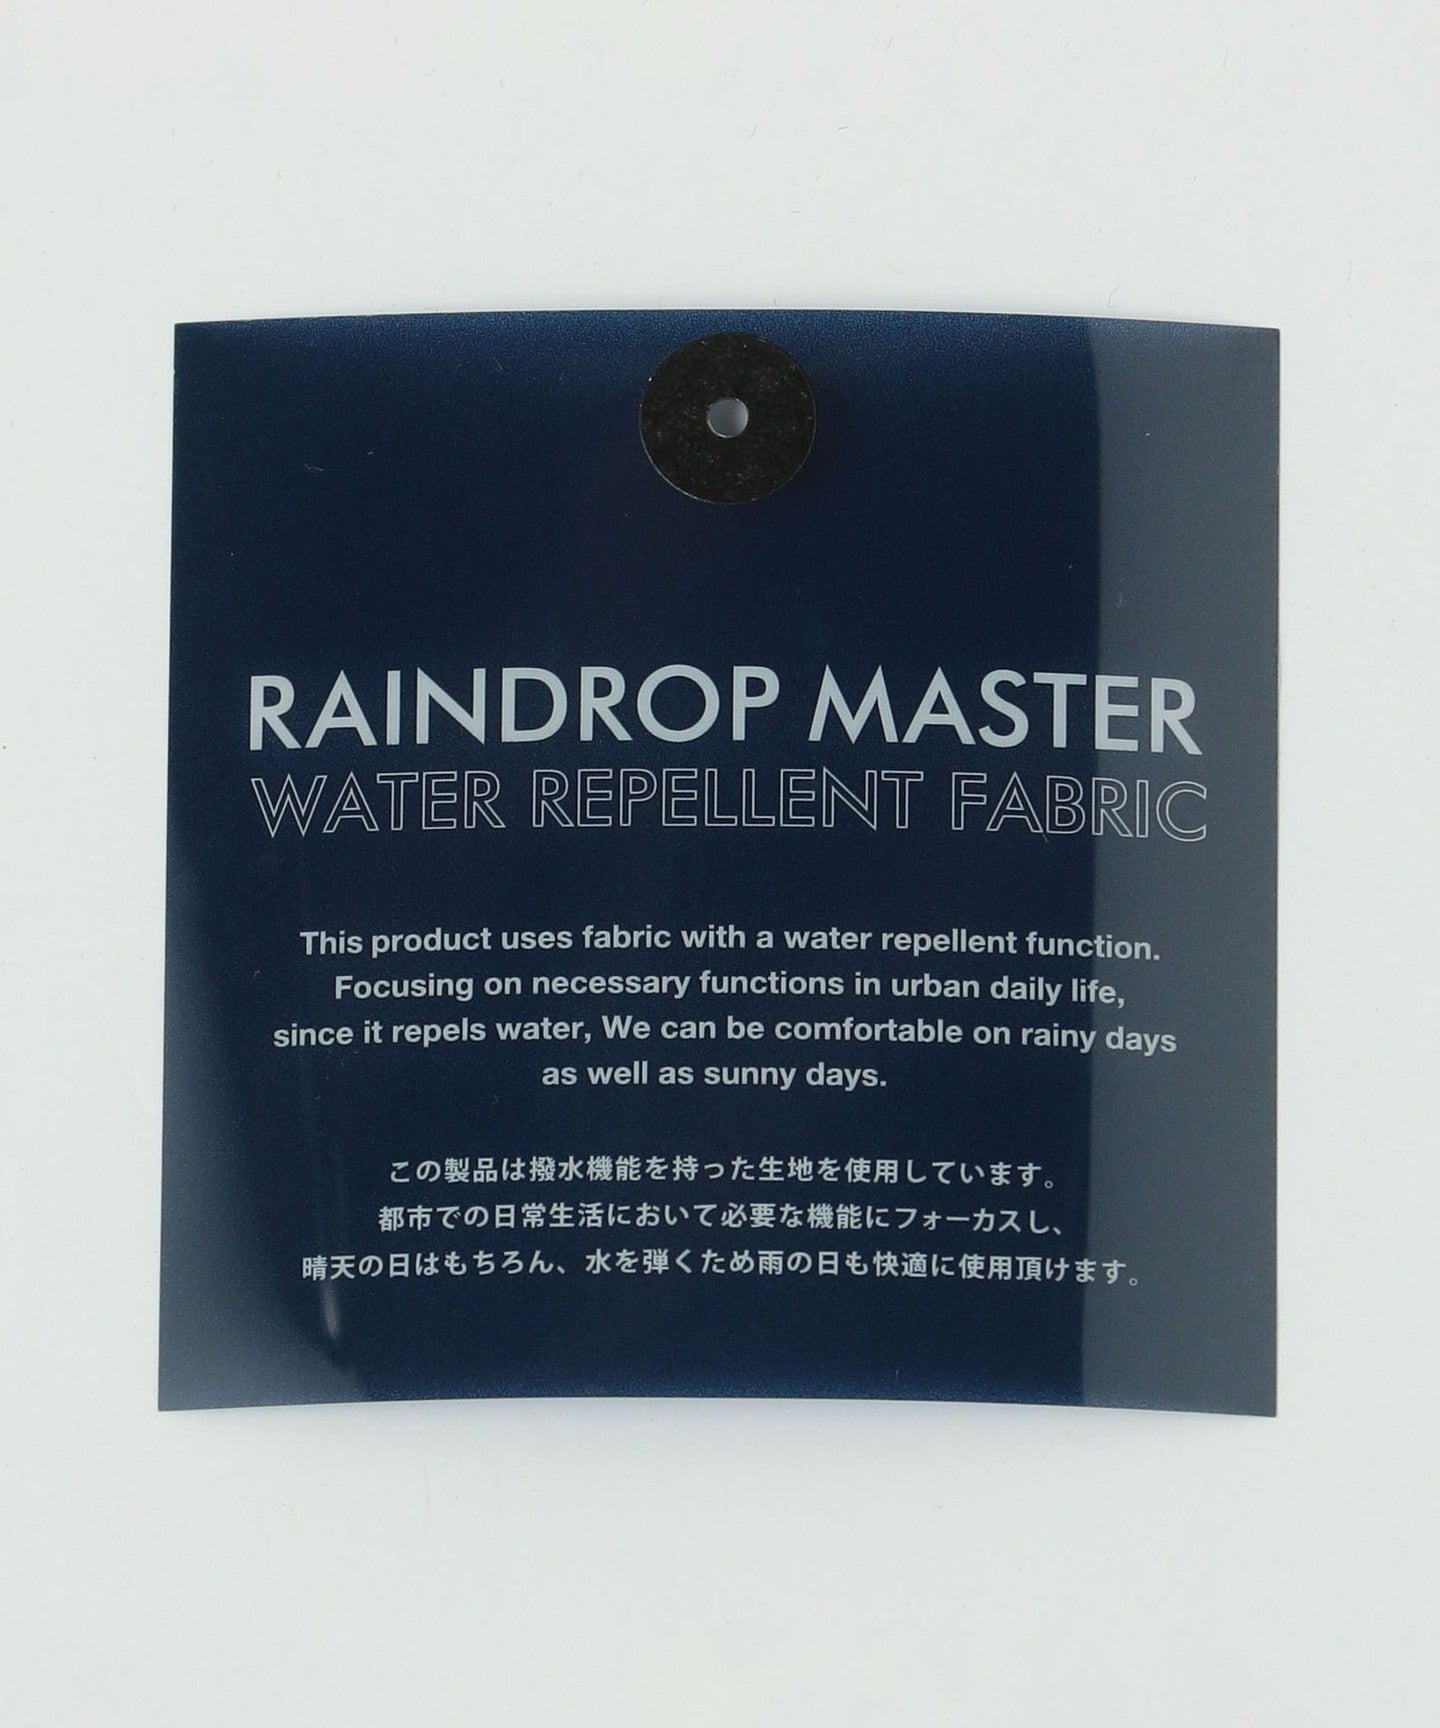 RAINDROP MASTER
WATER REPELLENT FABRIC
This product uses fabric with a water repellent function.
Focusing on necessary functions in urban daily life,
since it repels water, We can be comfortable on rainy days
as well as sunny days.
この製品は撥水機能を持った生地を使用しています。
都市での日常生活において必要な機能にフォーカスし、
晴天の日はもちろん、水を弾くため雨の日も快適に使用頂けます。